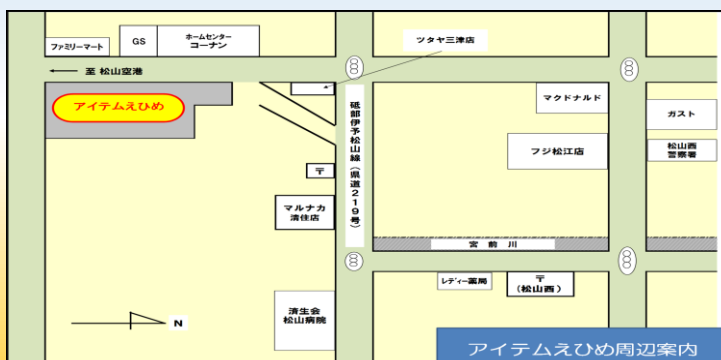 ファミリーマート
GS
ホームセンター
コーナン
ツタヤ三津店
← 至 松山空港
アイテムえひめ
マクドナルド
ガスト
フジ松江店
松山西
警察署
砥部伊予松山線(県道219号)
〒
マルナカ
清住店
宮前川
レディー薬局
〒
(松山西)
済生会
松山病院
N
アイテムえひめ周辺案内